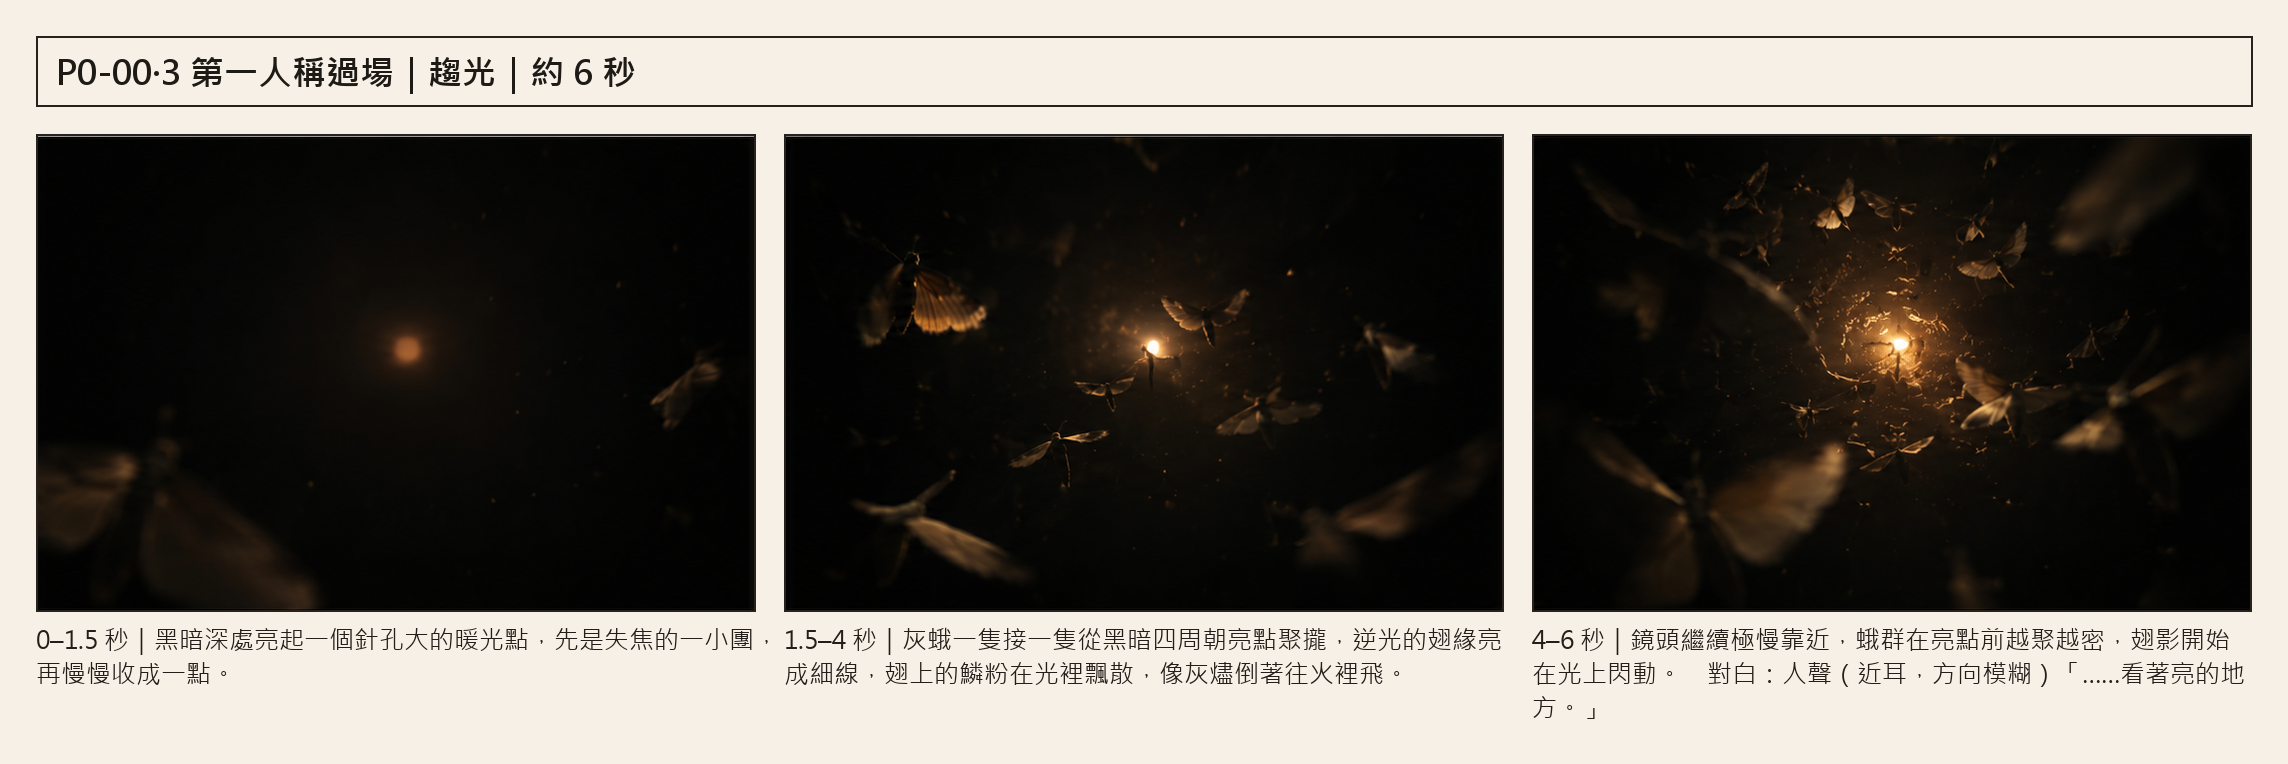 P0-00·3 第一人稱過場｜趨光｜約 6 秒
0–1.5 秒｜黑暗深處亮起一個針孔大的暖光點，先是失焦的一小團，
再慢慢收成一點。
1.5–4 秒｜灰蛾一隻接一隻從黑暗四周朝亮點聚攏，逆光的翅緣亮
成細線，翅上的鱗粉在光裡飄散，像灰燼倒著往火裡飛。
4–6 秒｜鏡頭繼續極慢靠近，蛾群在亮點前越聚越密，翅影開始
在光上閃動。　對白：人聲（近耳，方向模糊）「……看著亮的地
方。」